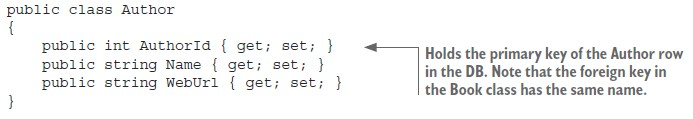 public class Author
{
public int AuthorId { get; set; }
public string Name { get; set; }
public string WebUrl { get; set; }
}
Holds the primary key of the Author row
in the DB. Note that the foreign key in
the Book class has the same name.